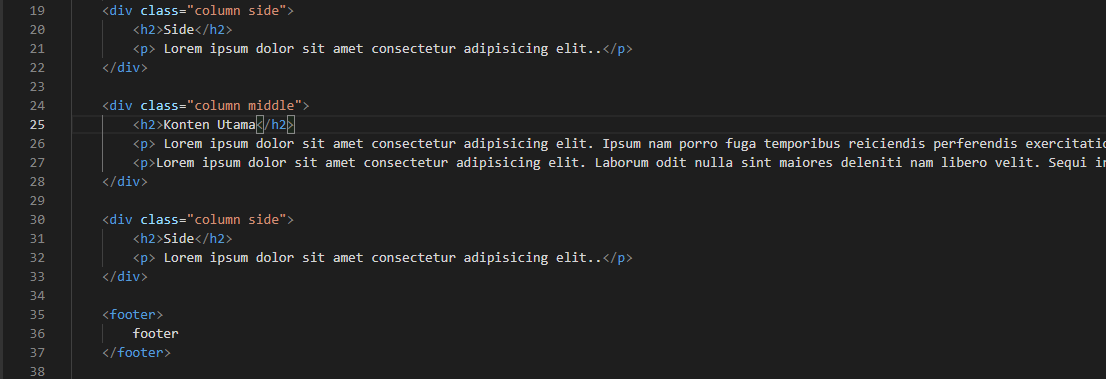 19 <div class="column side">
20 <h2>Side</h2>
21 <p> Lorem ipsum dolor sit amet consectetur adipisicing elit..</p>
22 </div>
23
24 <div class="column middle">
25 <h2>Konten Utama</h2>
26 <p> Lorem ipsum dolor sit amet consectetur adipisicing elit. Ipsum nam porro fuga temporibus reiciendis perferendis exercitatio
27 <p>Lorem ipsum dolor sit amet consectetur adipisicing elit. Laborum odit nulla sint maiores deleniti nam libero velit. Sequi in
28 </div>
29
30 <div class="column side">
31 <h2>Side</h2>
32 <p> Lorem ipsum dolor sit amet consectetur adipisicing elit..</p>
33 </div>
34
35 <footer>
36 footer
37 </footer>
38